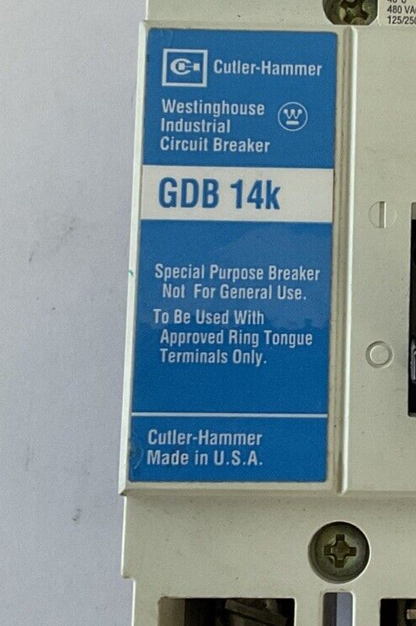 480 VA
125/250
Cutler-Hammer
Westinghouse
Industrial
Circuit Breaker
GDB 14k
Special Purpose Breaker
Not For General Use.
To Be Used With
Approved Ring Tongue
Terminals Only.
Cutler-Hammer
Made in U.S.A.